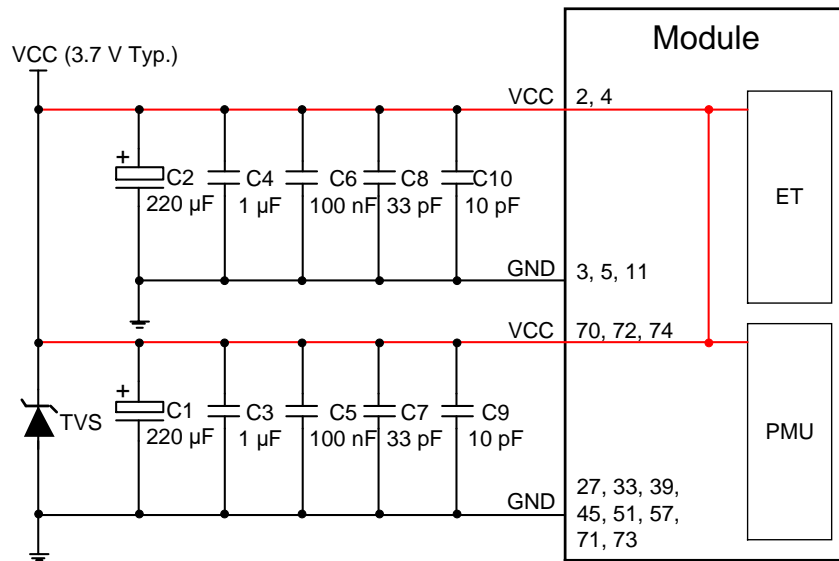 Module
VCC (3.7 V Typ.)
VCC
2, 4
+
C2
220 µF
C4
1 µF
C6
100 nF
C8
33 pF
C10
10 pF
ET
GND
3, 5, 11
VCC
70, 72, 74
+
TVS
C1
220 µF
C3
1 µF
C5
100 nF
C7
33 pF
C9
10 pF
PMU
GND
27, 33, 39,
45, 51, 57,
71, 73